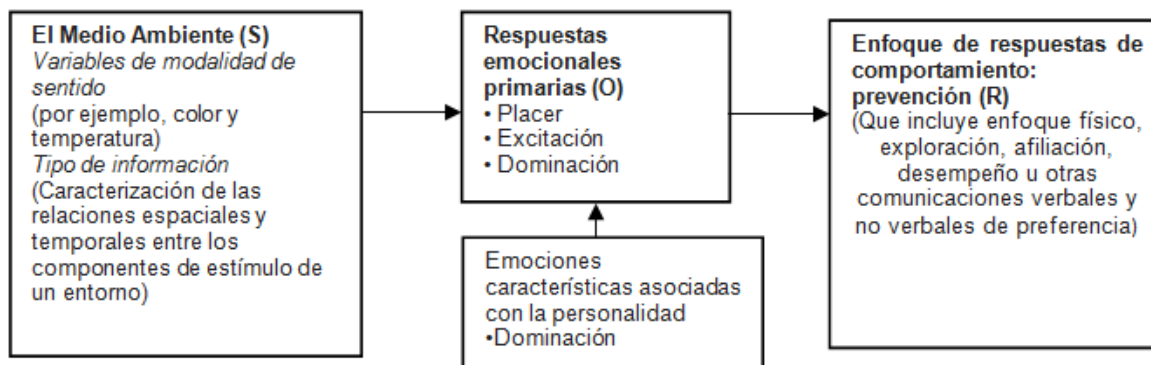 El Medio Ambiente (S)
Variables de modalidad de
sentido
(por ejemplo, color y
temperatura)
Tipo de información
(Caracterización de las
relaciones espaciales y
temporales entre los
componentes de estímulo de
un entorno)
Respuestas
emocionales
primarias (O)
• Placer
• Excitación
• Dominación
Emociones
características asociadas
con la personalidad
•Dominación
Enfoque de respuestas de
comportamiento:
prevención (R)
(Que incluye enfoque físico,
exploración, afiliación,
desempeño u otras
comunicaciones verbales y
no verbales de preferencia)